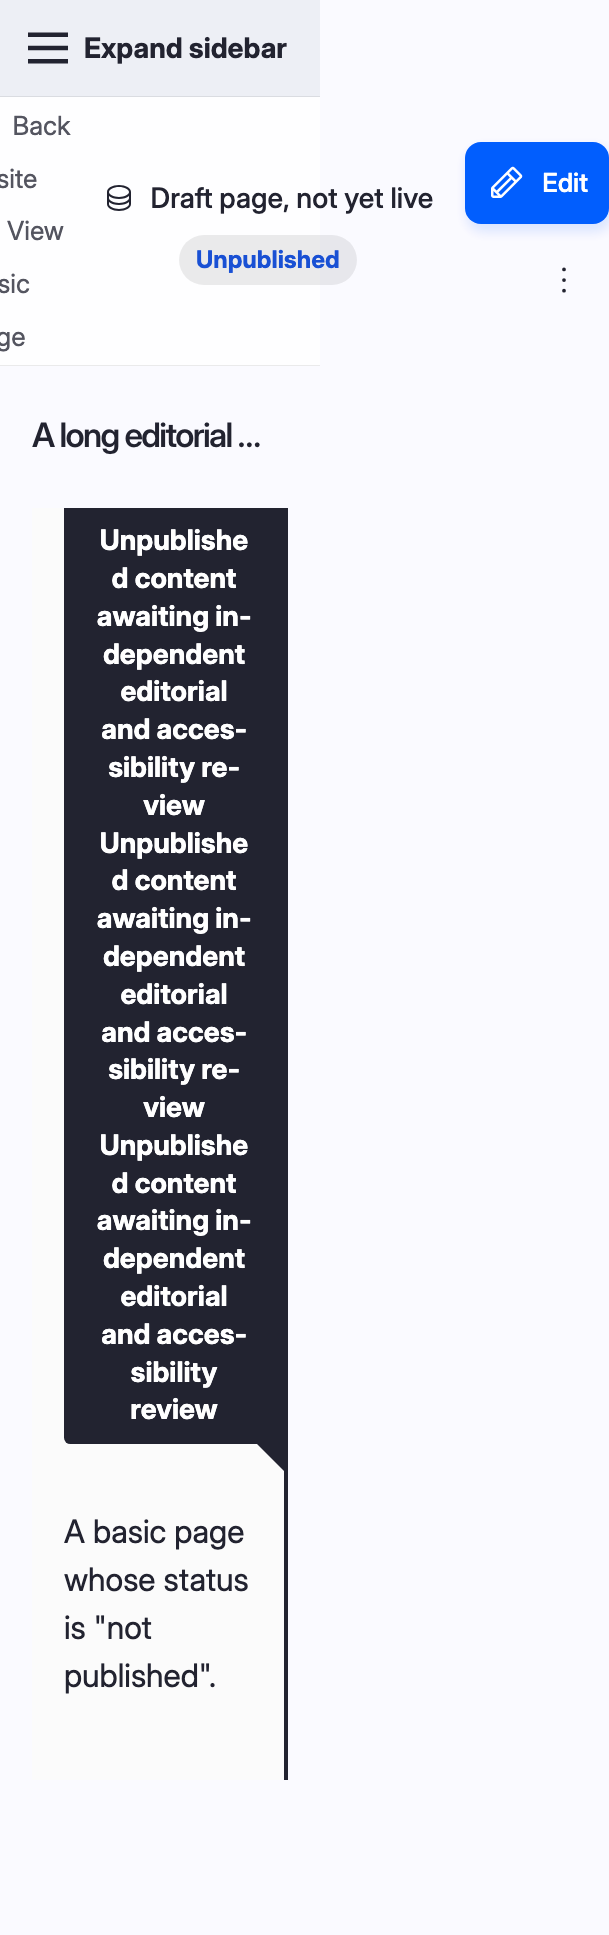 Expand sidebar
Back
site
View
sic
ge
Draft page, not yet live
Edit
Unpublished
A long editorial ...
Unpublishe
d content
awaiting in-
dependent
editorial
and acces-
sibility re-
view
Unpublishe
d content
awaiting in-
dependent
editorial
and acces-
sibility re-
view
Unpublishe
d content
awaiting in-
dependent
editorial
and acces-
sibility
review
A basic page
whose status
is "not
published".